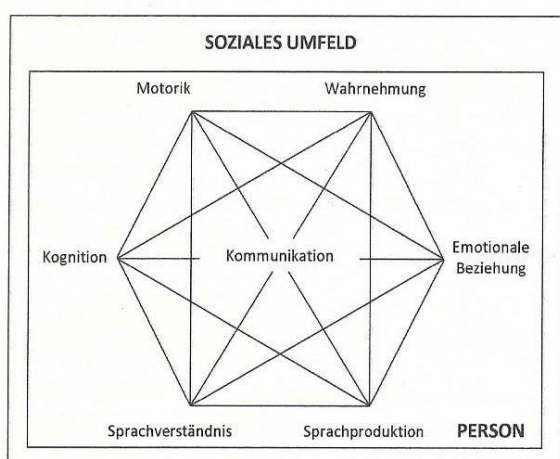 SOZIALES UMFELD
Motorik
Wahrnehmung
Kognition
Kommunikation
Emotionale
Beziehung
Sprachverständnis
Sprachproduktion
PERSON